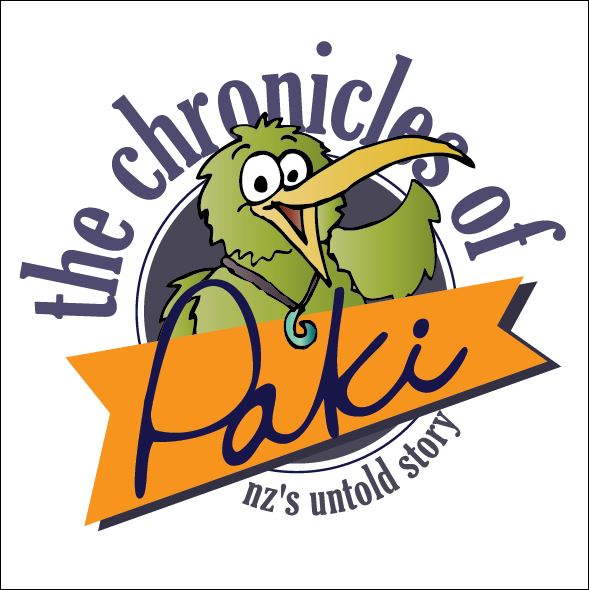 the chronicles of
Paki
nz's untold story